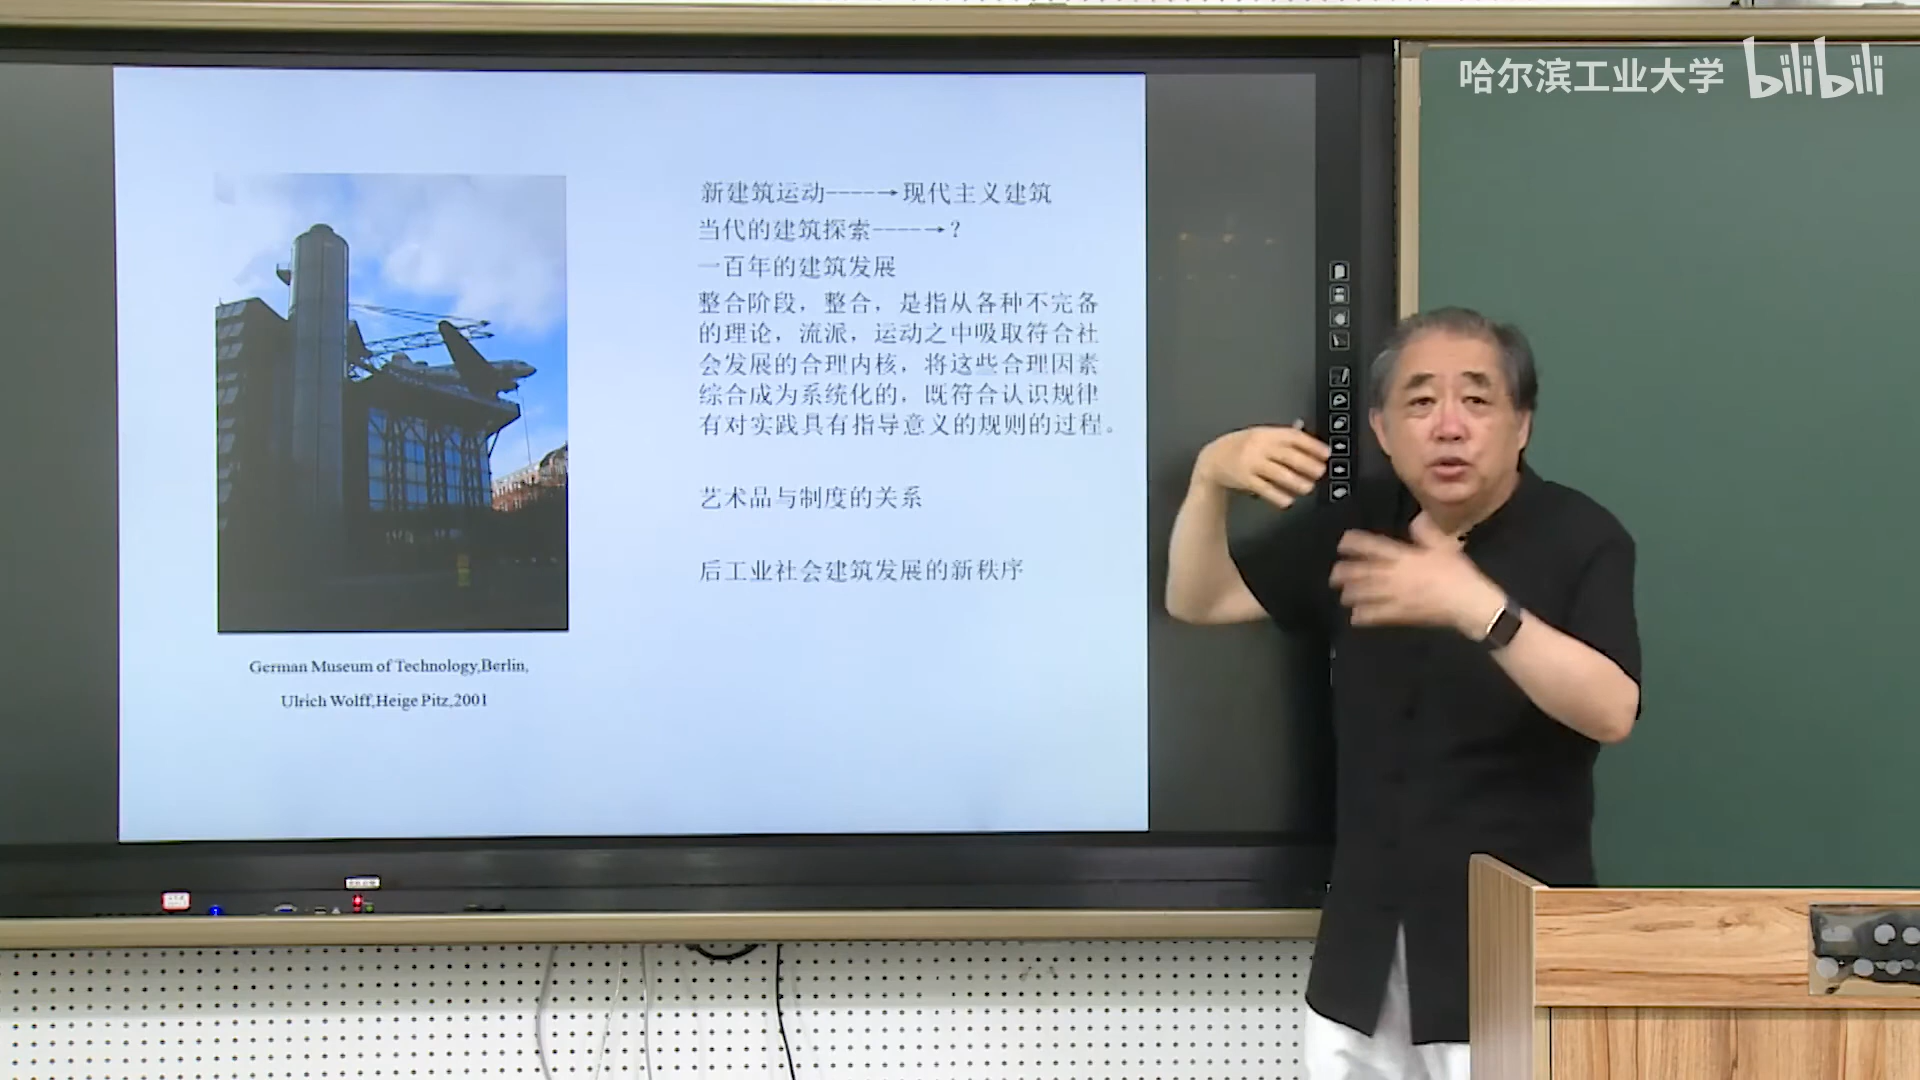 哈尔滨工业大学 bilibili
新建筑运动----→现代主义建筑
当代的建筑探索----→?
一百年的建筑发展
整合阶段，整合，是指从各种不完备
的理论，流派，运动之中吸取符合社
会发展的合理内核，将这些合理因素
综合成为系统化的，既符合认识规律
有对实践具有指导意义的规则的过程。
艺术品与制度的关系
后工业社会建筑发展的新秩序
German Museum of Technology,Berlin,
Ulrich Wolff,Heige Pitz,2001